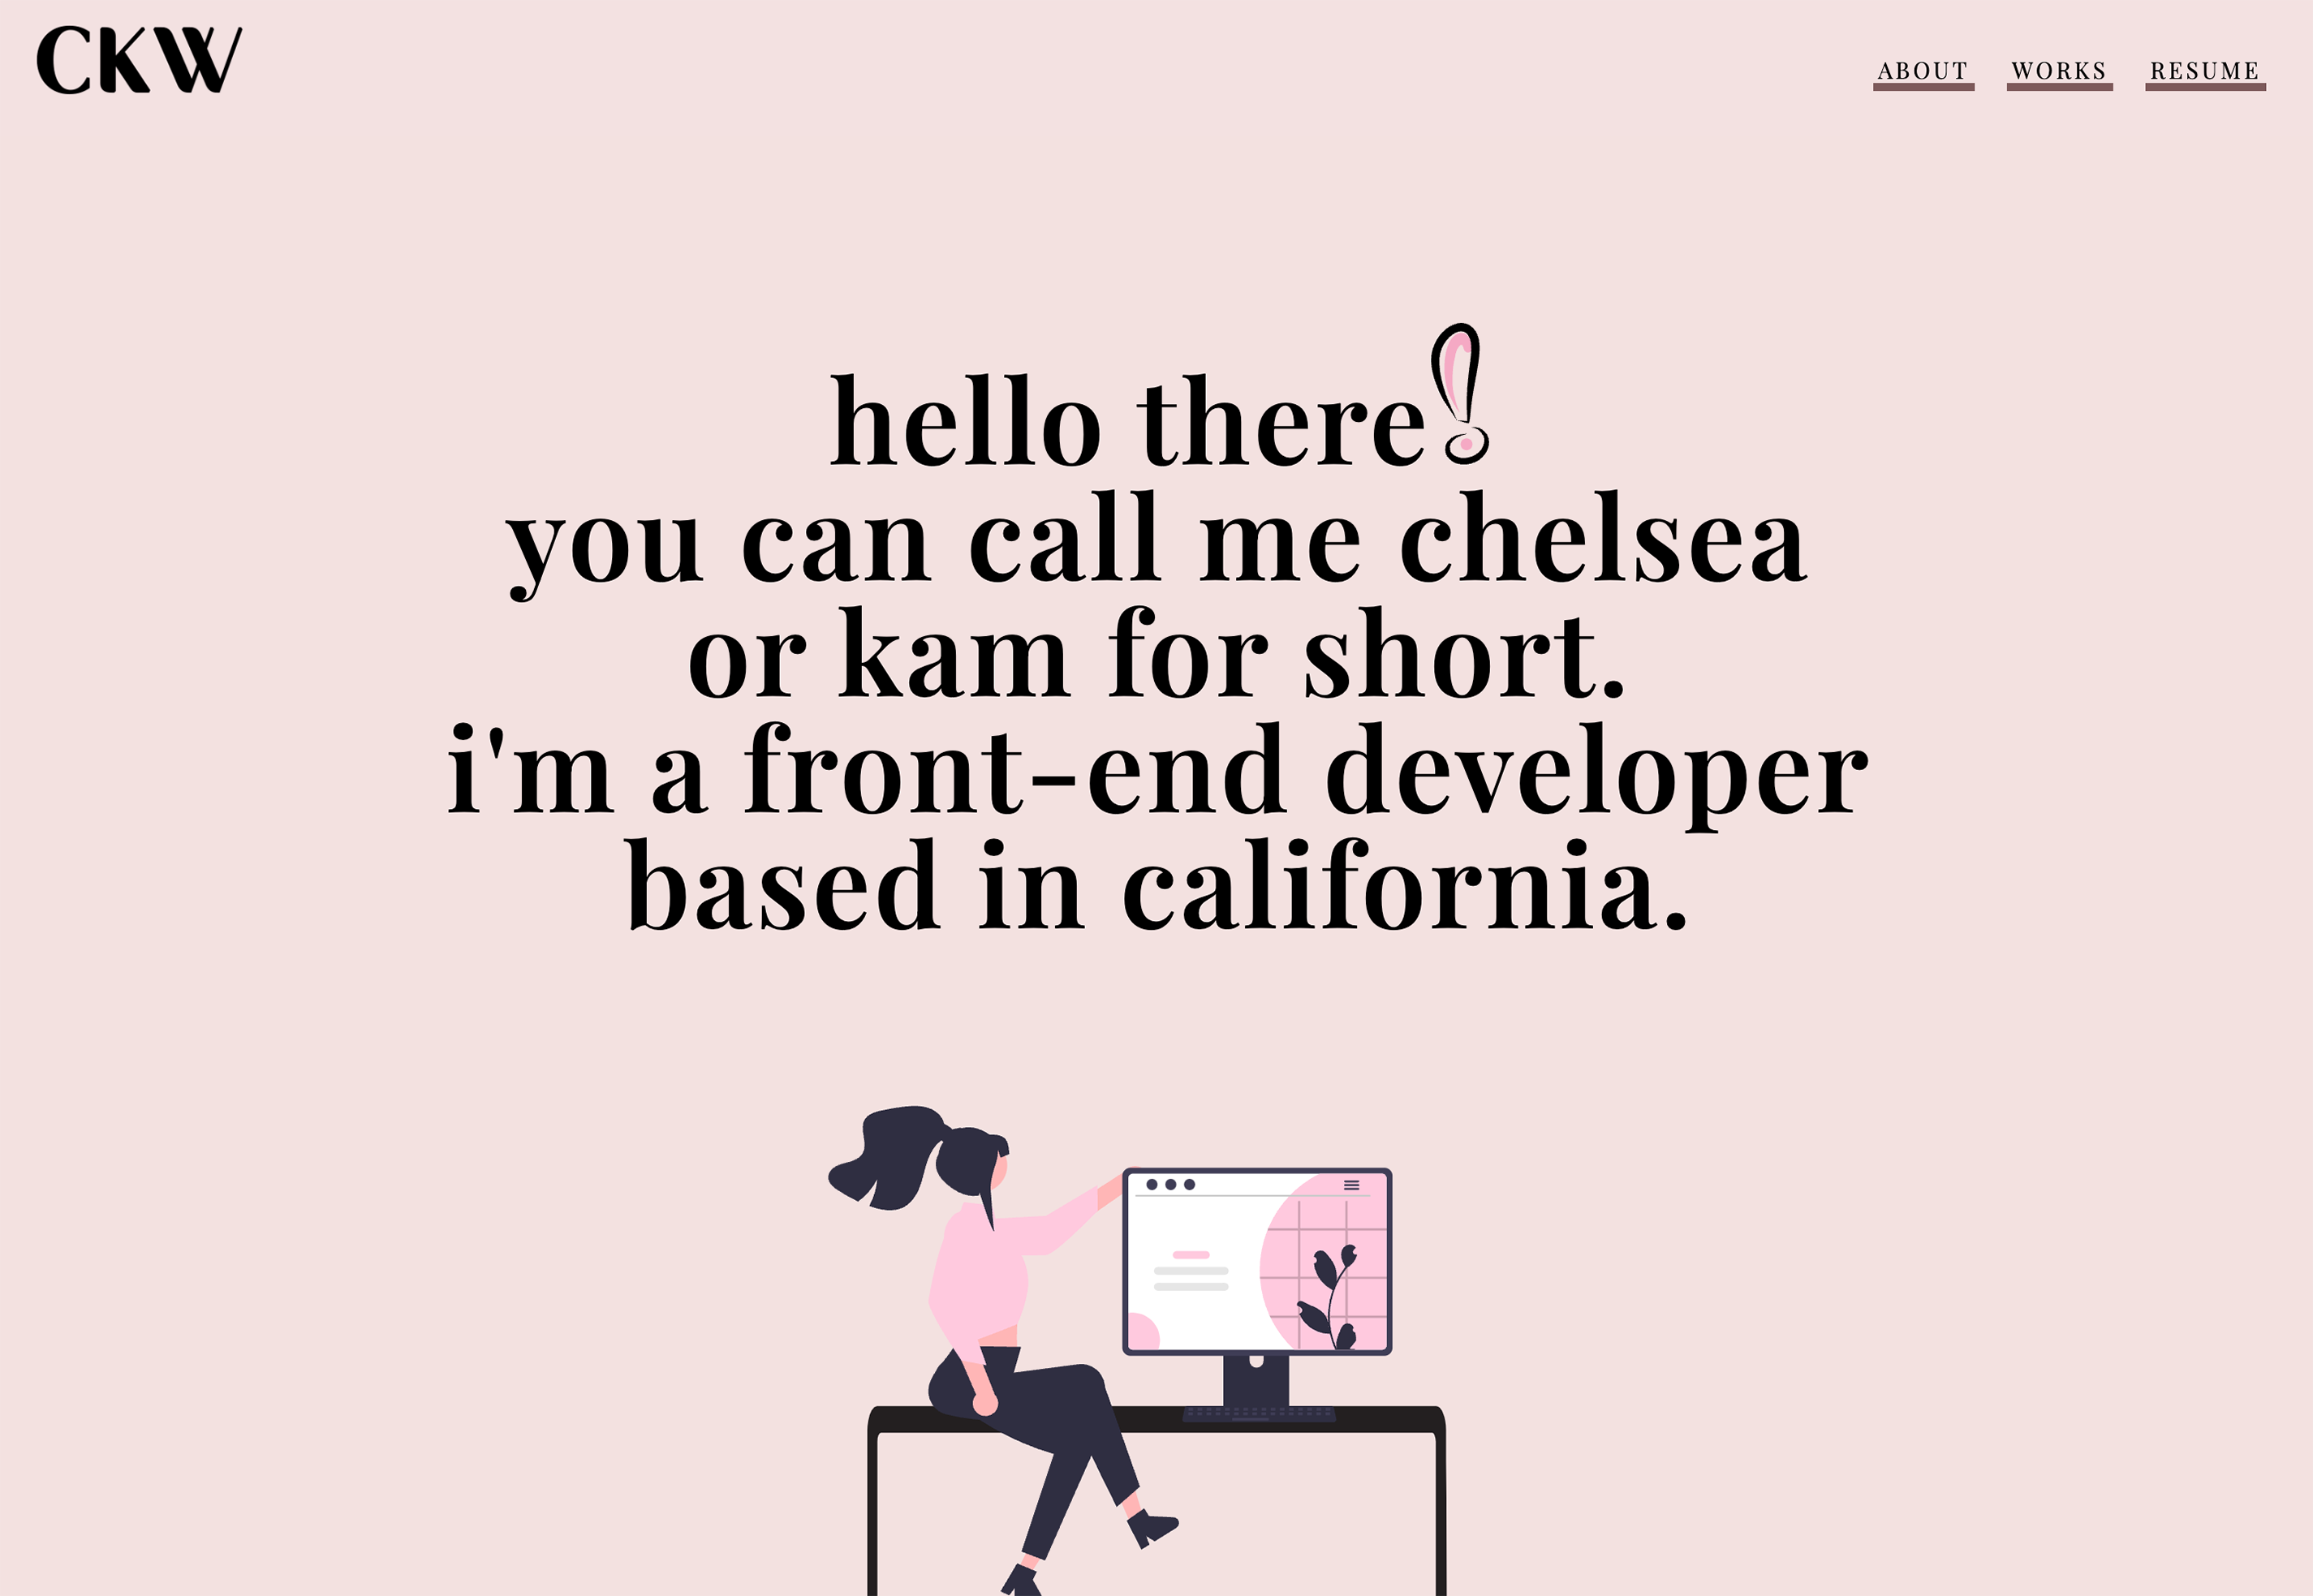 CKW
ABOUT WORKS RESUME
hello there!
you can call me chelsea
or kam for short.
i'm a front-end developer
based in california.